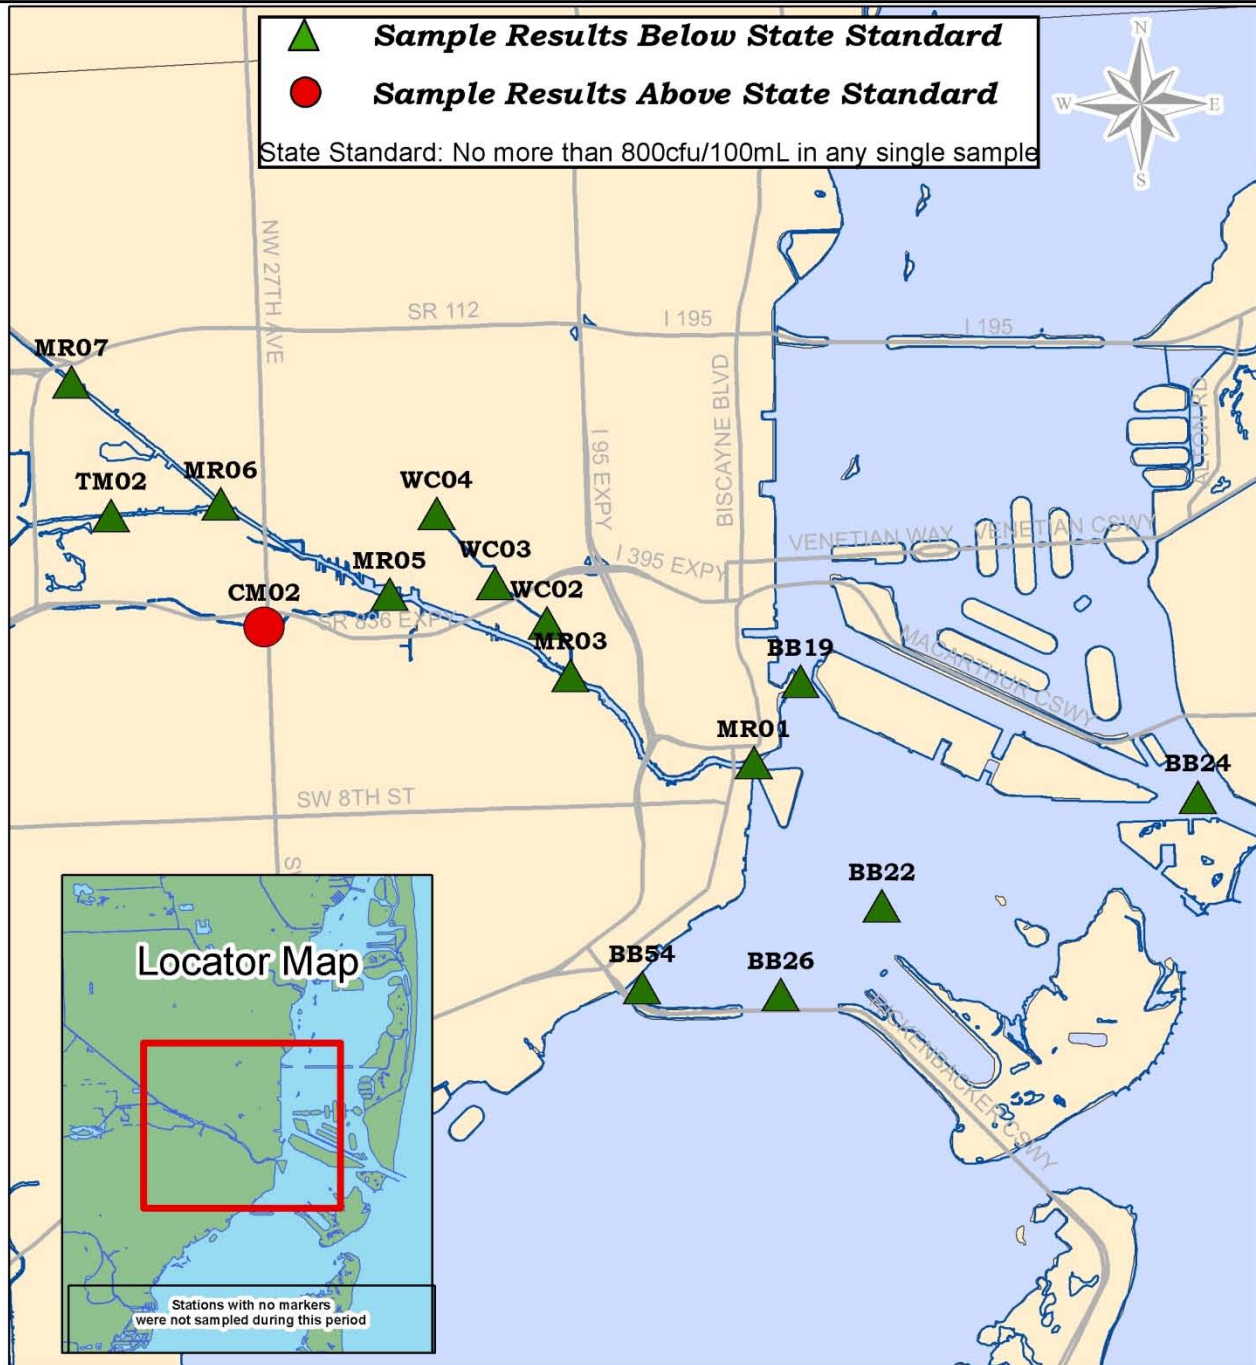 Sample Results Below State Standard
Sample Results Above State Standard
State Standard: No more than 800cfu/100mL in any single sample
N
W
E
S
NW 27TH AVE
SR 112
I 195
I 195
MR07
BISCAYNE BLVD
ALTON RD
I 95 EXPY
TM02
MR06
WC04
VENETIAN WAY
VENETIAN CSWY
WC03
I 395 EXPY
MR05
WC02
CM02
SR 836 EXPY
MR03
BB19
MACARTHUR CSWY
MR01
BB24
SW 8TH ST
BB22
BB54
BB26
RICKENBACKER CSWY
Locator Map
Stations with no markers
were not sampled during this period